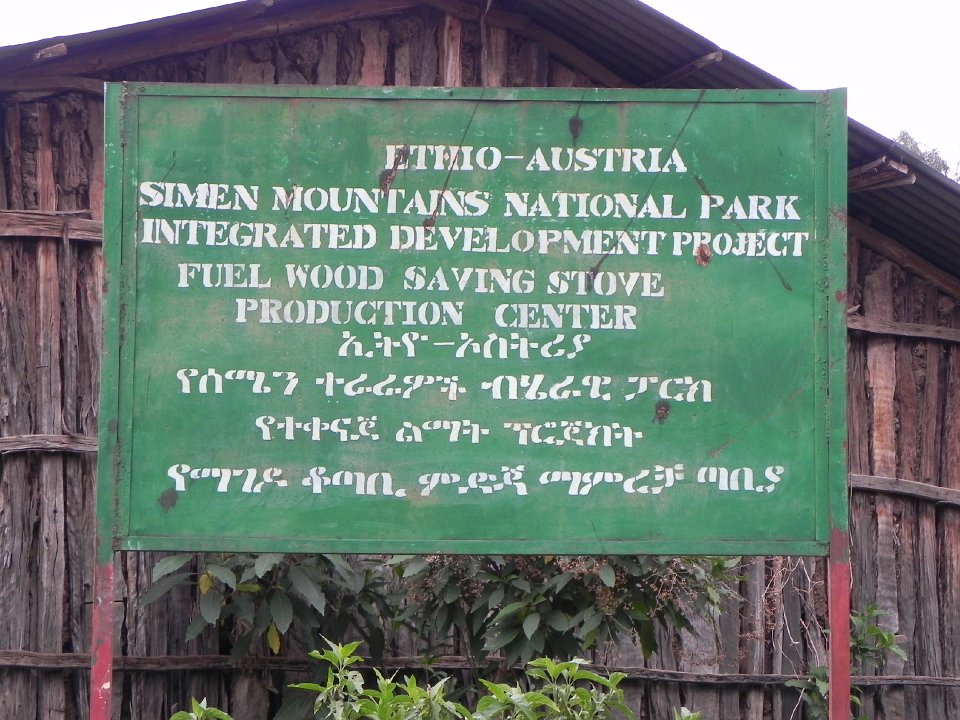 ETHIO-AUSTRIA
SIMEN MOUNTAINS NATIONAL PARK
INTEGRATED DEVELOPMENT PROJECT
FUEL WOOD SAVING STOVE
PRODUCTION CENTER
ኢትዮ-ኦስትሪያ
የሰሜን ተራራዎች ብሄራዊ ፓርክ
የተቀናጀ ልማት ፕሮጀክት
የማገዶ ቆጣቢ ምድጃ ማምረቻ ጣቢያ